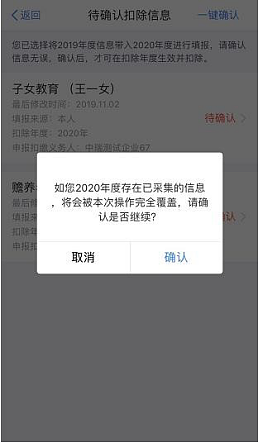 返回 待确认扣除信息 一键确认
您已选择将2019年度信息带入2020年度进行填报，请确认
信息无误，确认后，才可在扣除年度生效并扣除。
子女教育 （王一女）
最后修改时间：2019.11.02
填报来源：本人 待确认
扣除年度：2020年
申报扣缴义务人：中瑞测试企业67
如您2020年度存在已采集的信息
，将会被本次操作完全覆盖，请确
认是否继续？
赡养
最后修
填报来源
扣除年
申报扣
取消 确认